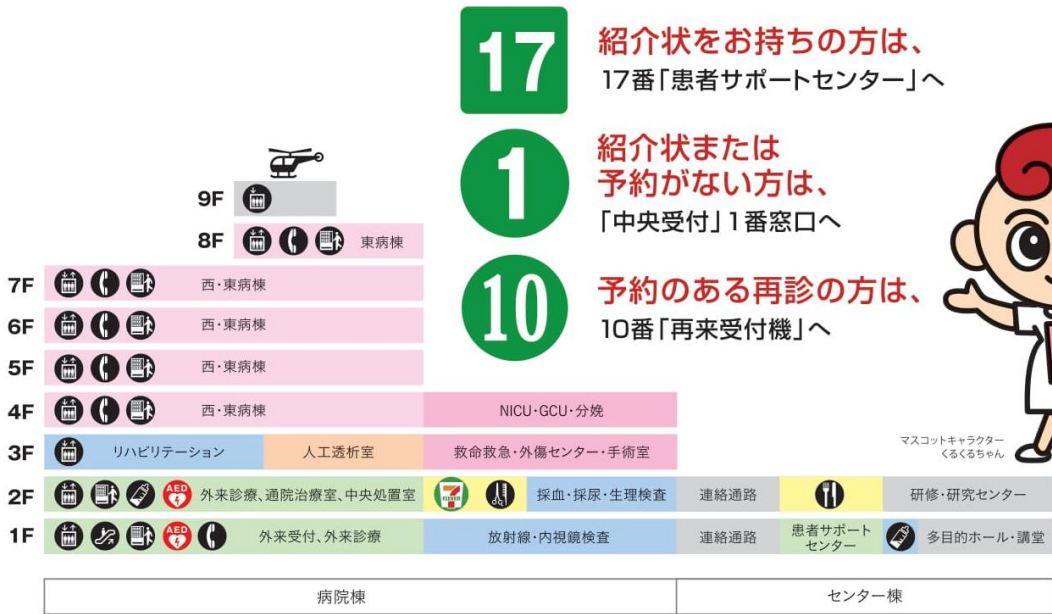 17
紹介状をお持ちの方は、
17番「患者サポートセンター」へ
1
紹介状または
予約がない方は、
「中央受付」1番窓口へ
10
予約のある再診の方は、
10番「再来受付機」へ
マスコットキャラクター
くるくるちゃん
9F
8F 東病棟
7F 西・東病棟
6F 西・東病棟
5F 西・東病棟
4F 西・東病棟 NICU・GCU・分娩
3F リハビリテーション 人工透析室 救命救急・外傷センター・手術室
2F AED 外来診療、通院治療室、中央処置室 7 ELEVEn 採血・採尿・生理検査 連絡通路 研修・研究センター
1F AED 外来受付、外来診療 放射線・内視鏡検査 連絡通路 患者サポート
センター 多目的ホール・講堂
病院棟 センター棟